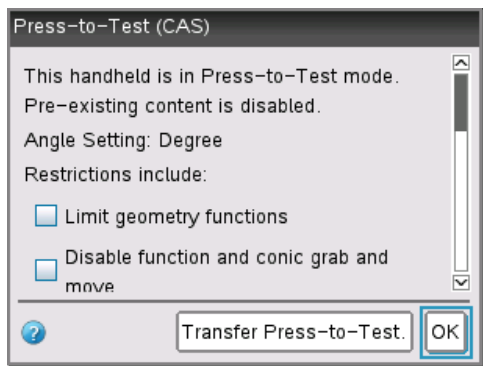 Press-to-Test (CAS)
This handheld is in Press-to-Test mode.
Pre-existing content is disabled.
Angle Setting: Degree
Restrictions include:
Limit geometry functions
Disable function and conic grab and
move
Transfer Press-to-Test. OK